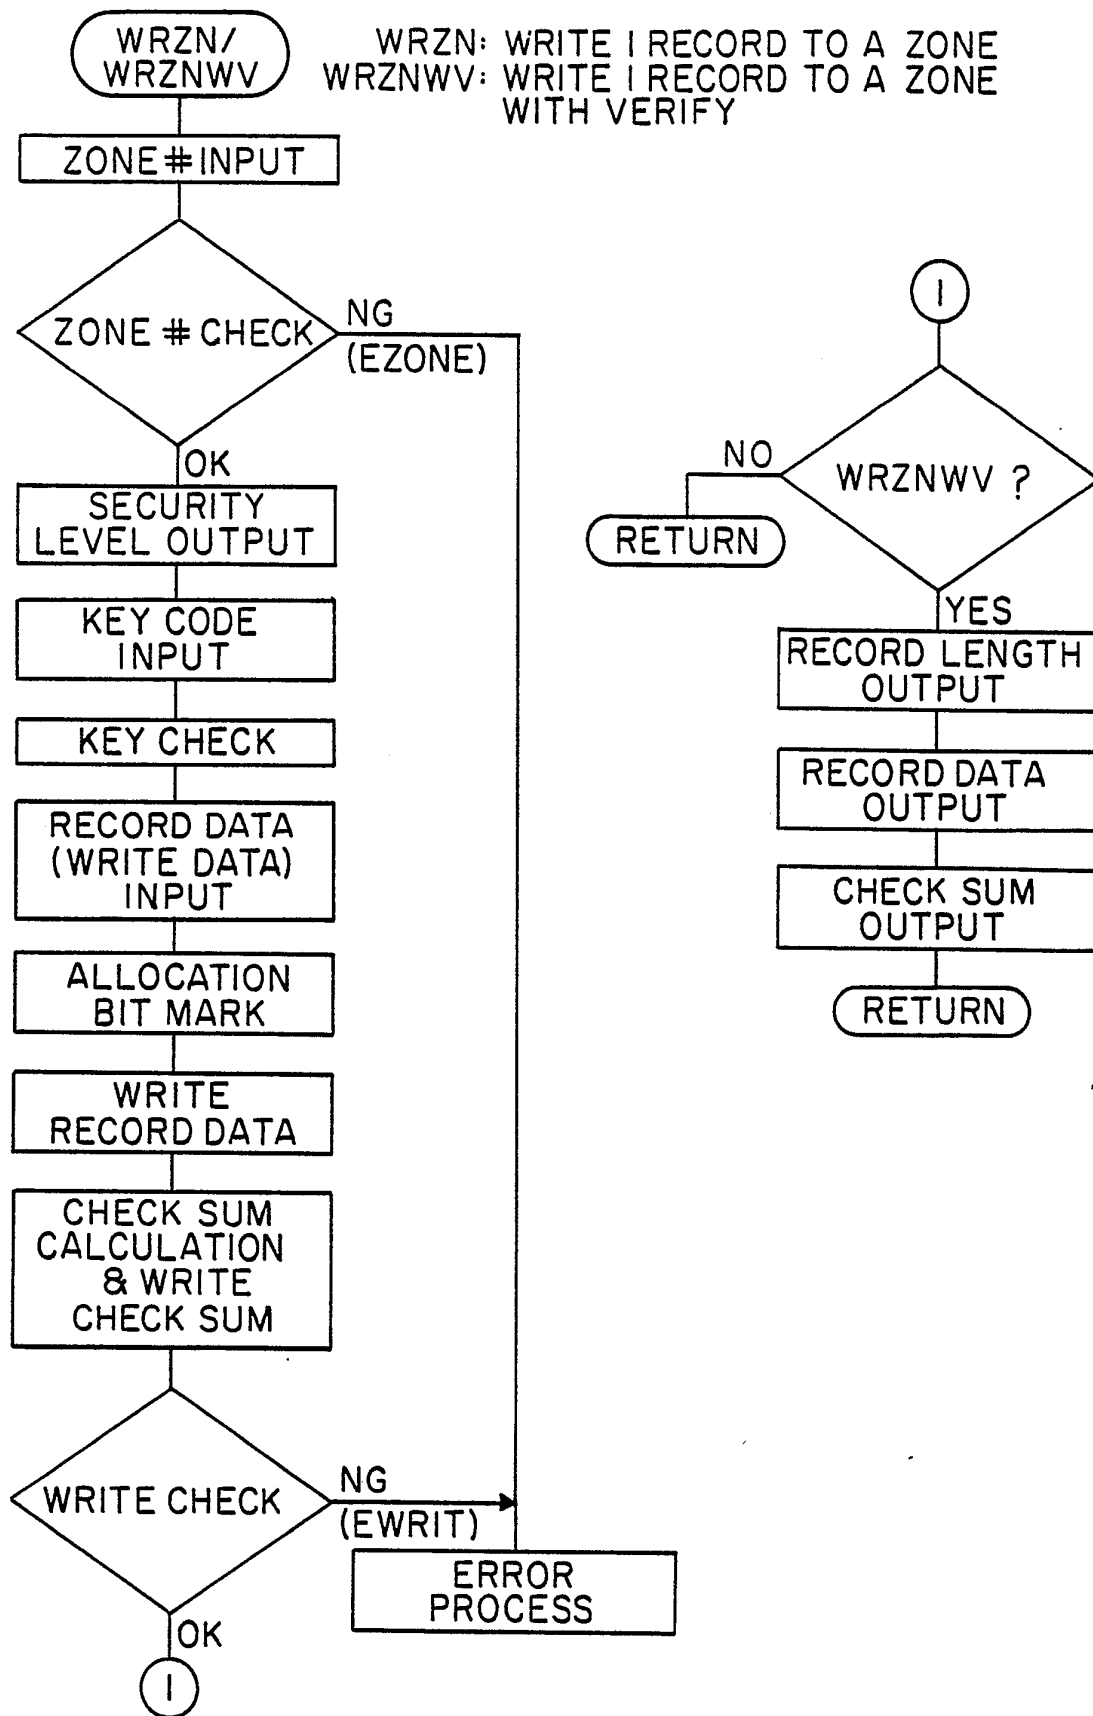 WRZN/
WRZNWV
WRZN: WRITE 1 RECORD TO A ZONE
WRZNWV: WRITE 1 RECORD TO A ZONE
WITH VERIFY
ZONE # INPUT
ZONE # CHECK
NG
(EZONE)
OK
SECURITY
LEVEL OUTPUT
KEY CODE
INPUT
KEY CHECK
RECORD DATA
(WRITE DATA)
INPUT
ALLOCATION
BIT MARK
WRITE
RECORD DATA
CHECK SUM
CALCULATION
& WRITE
CHECK SUM
WRITE CHECK
NG
(EWRIT)
ERROR
PROCESS
OK
1
1
WRZNWV ?
NO
RETURN
YES
RECORD LENGTH
OUTPUT
RECORD DATA
OUTPUT
CHECK SUM
OUTPUT
RETURN